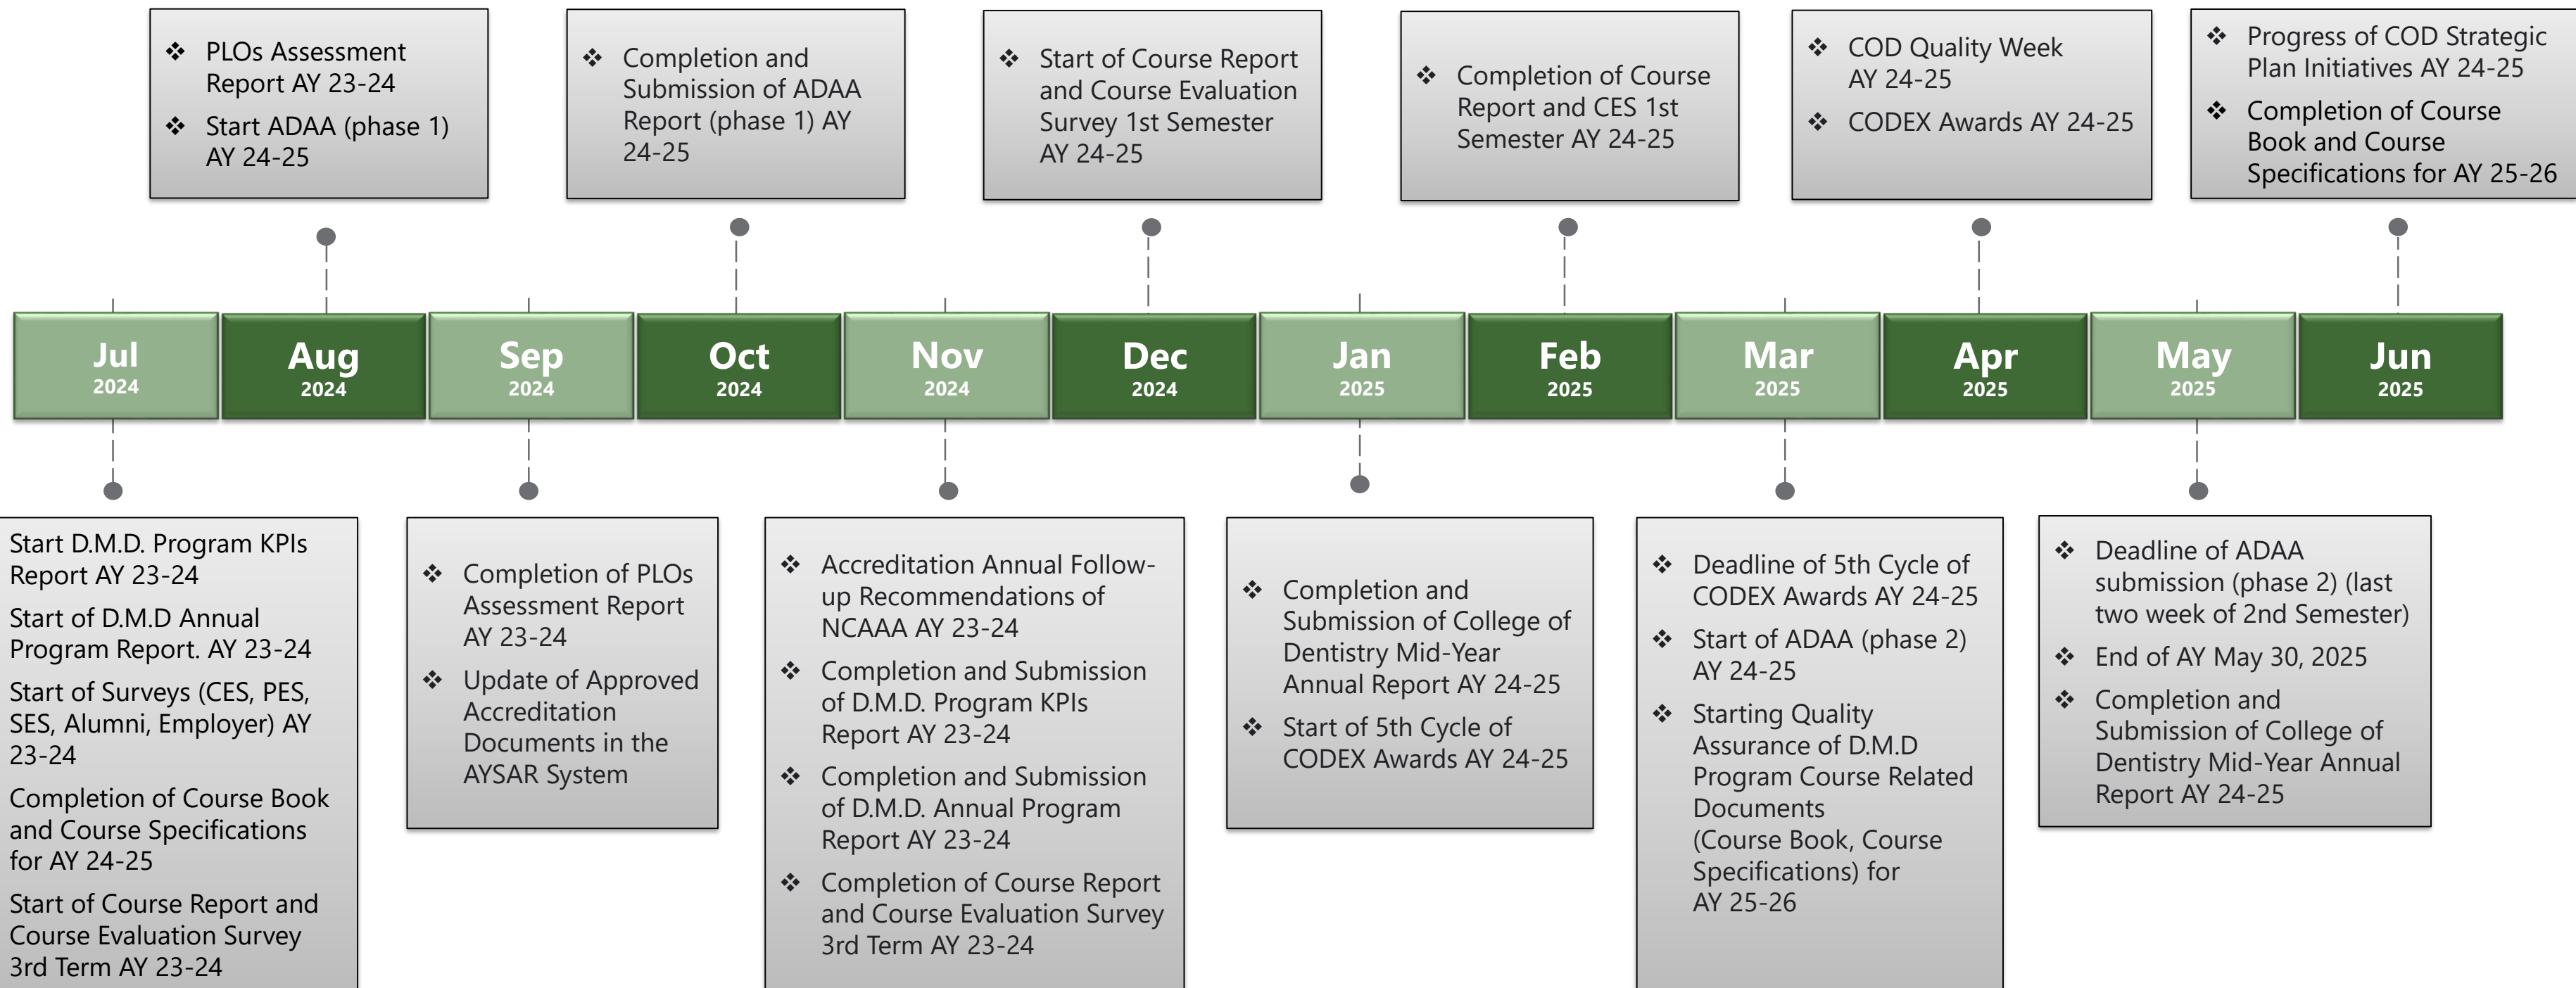 PLOs Assessment
Report AY 23-24
Start ADAA (phase 1)
AY 24-25
Completion and
Submission of ADAA
Report (phase 1) AY
24-25
Start of Course Report
and Course Evaluation
Survey 1st Semester
AY 24-25
Completion of Course
Report and CES 1st
Semester AY 24-25
COD Quality Week
AY 24-25
CODEX Awards AY 24-25
Progress of COD Strategic
Plan Initiatives AY 24-25
Completion of Course
Book and Course
Specifications for AY 25-26
Jul
2024
Aug
2024
Sep
2024
Oct
2024
Nov
2024
Dec
2024
Jan
2025
Feb
2025
Mar
2025
Apr
2025
May
2025
Jun
2025
Start D.M.D. Program KPIs
Report AY 23-24
Start of D.M.D Annual
Program Report. AY 23-24
Start of Surveys (CES, PES,
SES, Alumni, Employer) AY
23-24
Completion of Course Book
and Course Specifications
for AY 24-25
Start of Course Report and
Course Evaluation Survey
3rd Term AY 23-24
Completion of PLOs
Assessment Report
AY 23-24
Update of Approved
Accreditation
Documents in the
AYSAR System
Accreditation Annual Follow-
up Recommendations of
NCAAA AY 23-24
Completion and Submission
of D.M.D. Program KPIs
Report AY 23-24
Completion and Submission
of D.M.D. Annual Program
Report AY 23-24
Completion of Course Report
and Course Evaluation Survey
3rd Term AY 23-24
Completion and
Submission of College of
Dentistry Mid-Year
Annual Report AY 24-25
Start of 5th Cycle of
CODEX Awards AY 24-25
Deadline of 5th Cycle of
CODEX Awards AY 24-25
Start of ADAA (phase 2)
AY 24-25
Starting Quality
Assurance of D.M.D
Program Course Related
Documents
(Course Book, Course
Specifications) for
AY 25-26
Deadline of ADAA
submission (phase 2) (last
two week of 2nd Semester)
End of AY May 30, 2025
Completion and
Submission of College of
Dentistry Mid-Year Annual
Report AY 24-25